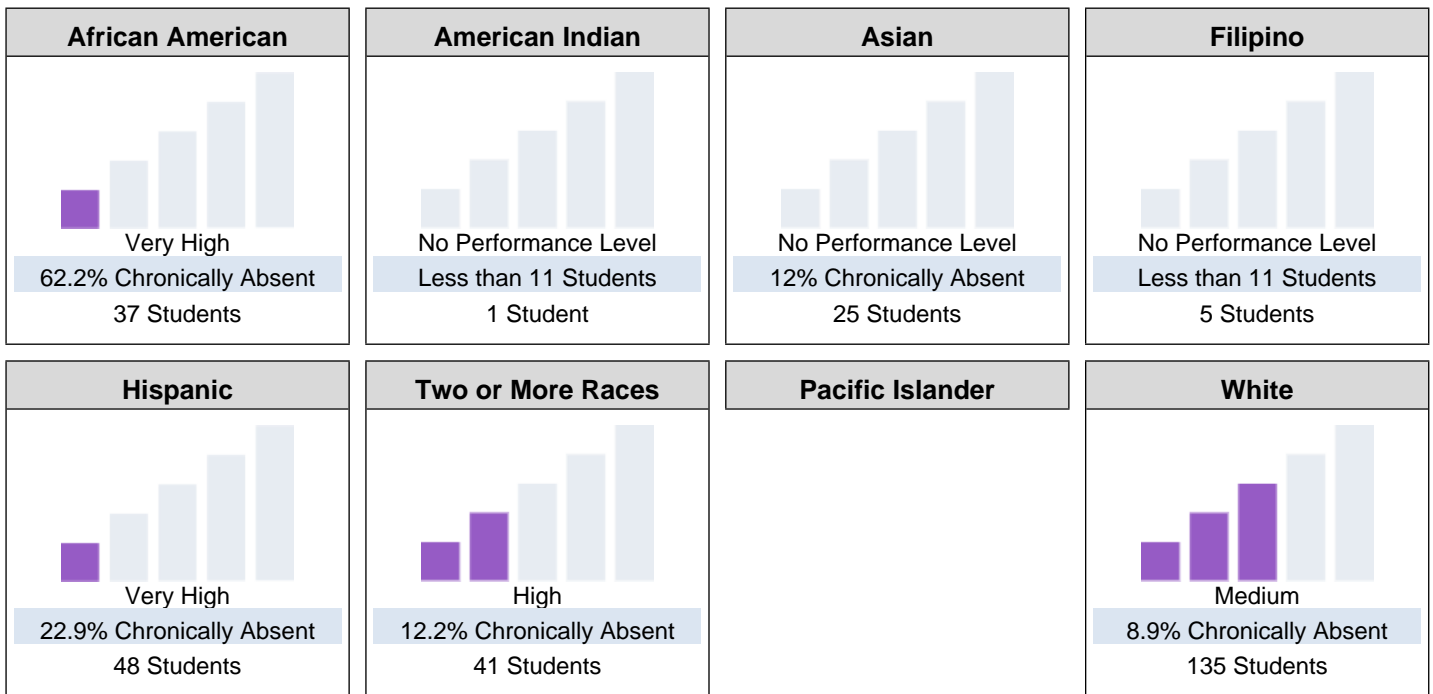 African American
Very High
62.2% Chronically Absent
37 Students
American Indian
No Performance Level
Less than 11 Students
1 Student
Asian
No Performance Level
12% Chronically Absent
25 Students
Filipino
No Performance Level
Less than 11 Students
5 Students
Hispanic
Very High
22.9% Chronically Absent
48 Students
Two or More Races
High
12.2% Chronically Absent
41 Students
Pacific Islander
White
Medium
8.9% Chronically Absent
135 Students